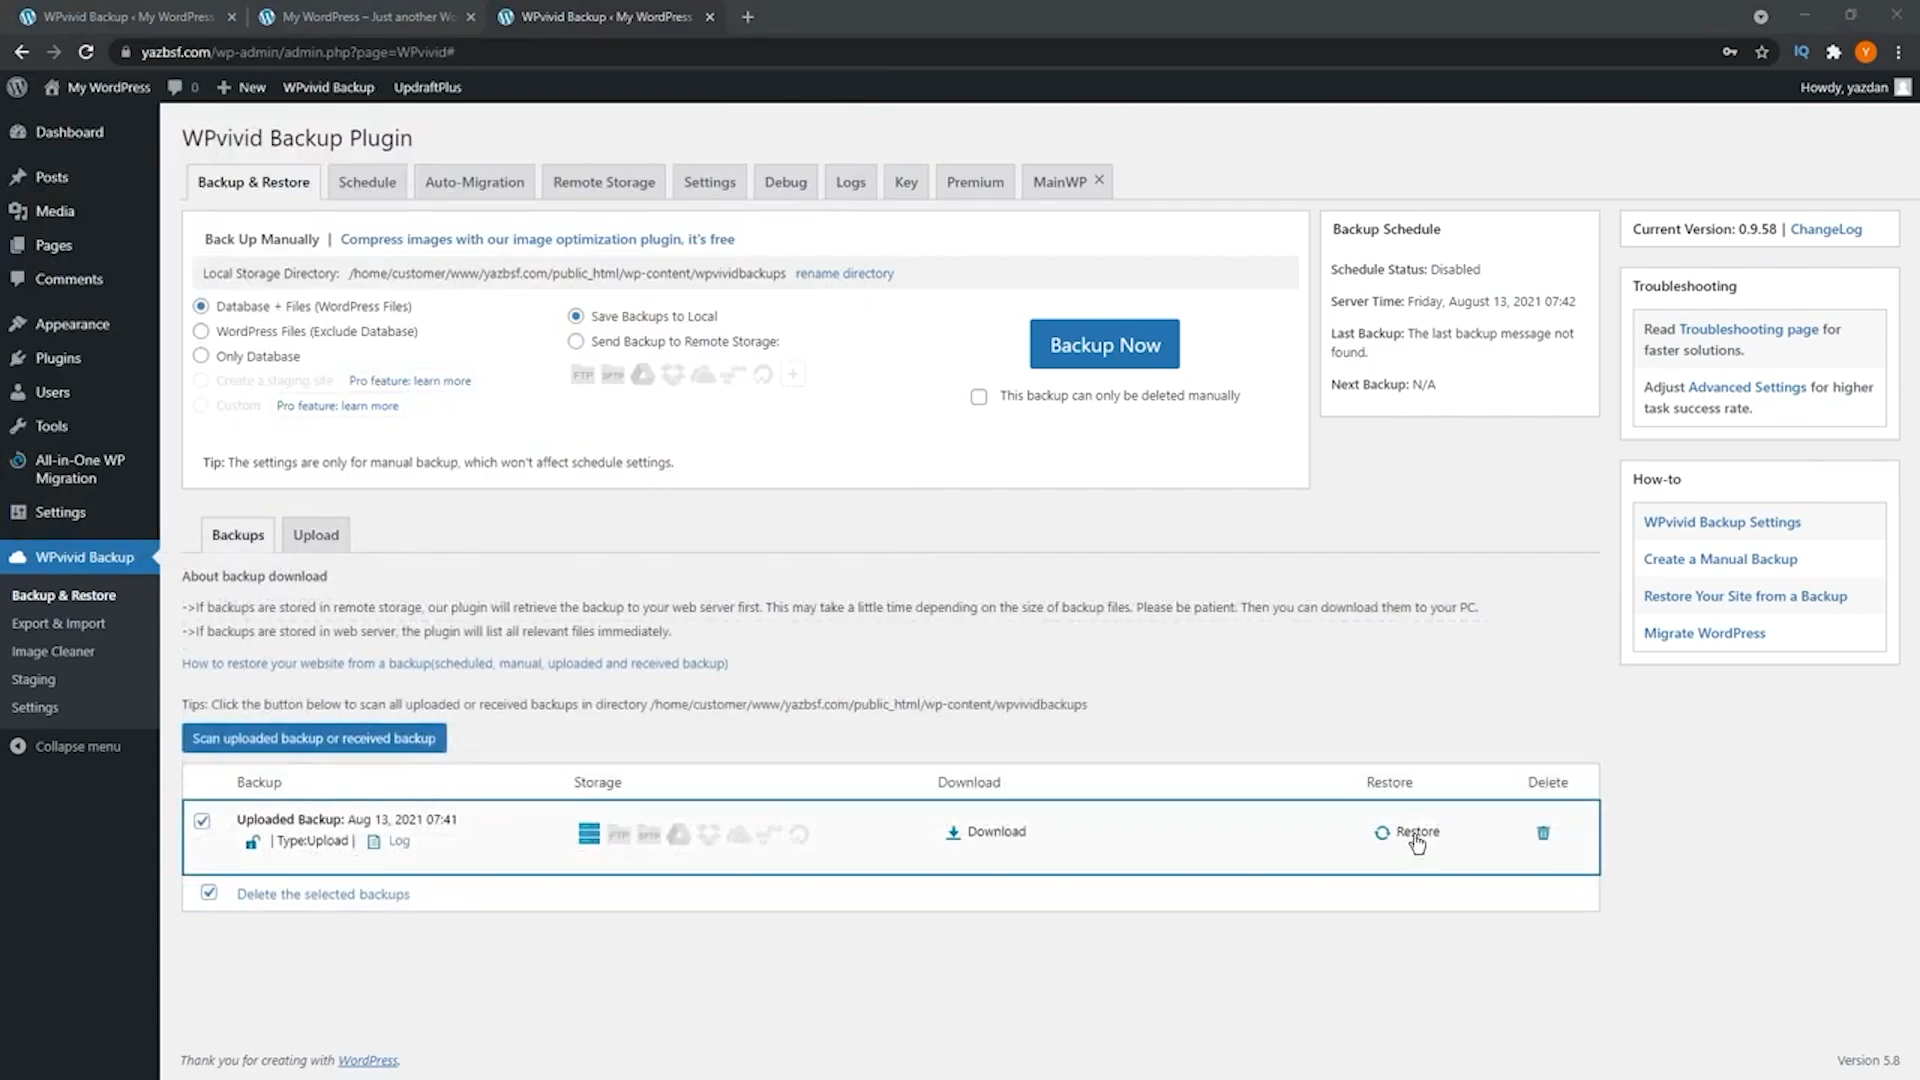 WPvivid Backup ‹ My WordPress
My WordPress – Just another Wo
WPvivid Backup ‹ My WordPress
yazbsf.com/wp-admin/admin.php?page=WPvivid#
IQ
Y
My WordPress
0
New
WPvivid Backup
UpdraftPlus
Howdy, yazdan
Dashboard
Posts
Media
Pages
Comments
Appearance
Plugins
Users
Tools
All-in-One WP
Migration
Settings
WPvivid Backup
Backup & Restore
Export & Import
Image Cleaner
Staging
Settings
Collapse menu
WPvivid Backup Plugin
Backup & Restore
Schedule
Auto-Migration
Remote Storage
Settings
Debug
Logs
Key
Premium
MainWP
Back Up Manually | Compress images with our image optimization plugin, it's free
Local Storage Directory: /home/customer/www/yazbsf.com/public_html/wp-content/wpvividbackups rename directory
Database + Files (WordPress Files)
WordPress Files (Exclude Database)
Only Database
Create a staging site Pro feature: learn more
Custom Pro feature: learn more
Save Backups to Local
Send Backup to Remote Storage:
FTP SFTP
Backup Now
This backup can only be deleted manually
Tip: The settings are only for manual backup, which won't affect schedule settings.
Backup Schedule
Schedule Status: Disabled
Server Time: Friday, August 13, 2021 07:42
Last Backup: The last backup message not
found.
Next Backup: N/A
Current Version: 0.9.58 | ChangeLog
Troubleshooting
Read Troubleshooting page for
faster solutions.
Adjust Advanced Settings for higher
task success rate.
How-to
WPvivid Backup Settings
Create a Manual Backup
Restore Your Site from a Backup
Migrate WordPress
Backups
Upload
About backup download
->If backups are stored in remote storage, our plugin will retrieve the backup to your web server first. This may take a little time depending on the size of backup files. Please be patient. Then you can download them to your PC.
->If backups are stored in web server, the plugin will list all relevant files immediately.
How to restore your website from a backup(scheduled, manual, uploaded and received backup)
Tips: Click the button below to scan all uploaded or received backups in directory /home/customer/www/yazbsf.com/public_html/wp-content/wpvividbackups
Scan uploaded backup or received backup
Backup Storage Download Restore Delete
Uploaded Backup: Aug 13, 2021 07:41
| Type:Upload | Log
FTP SFTP
Download
Restore
Delete the selected backups
Thank you for creating with WordPress.
Version 5.8